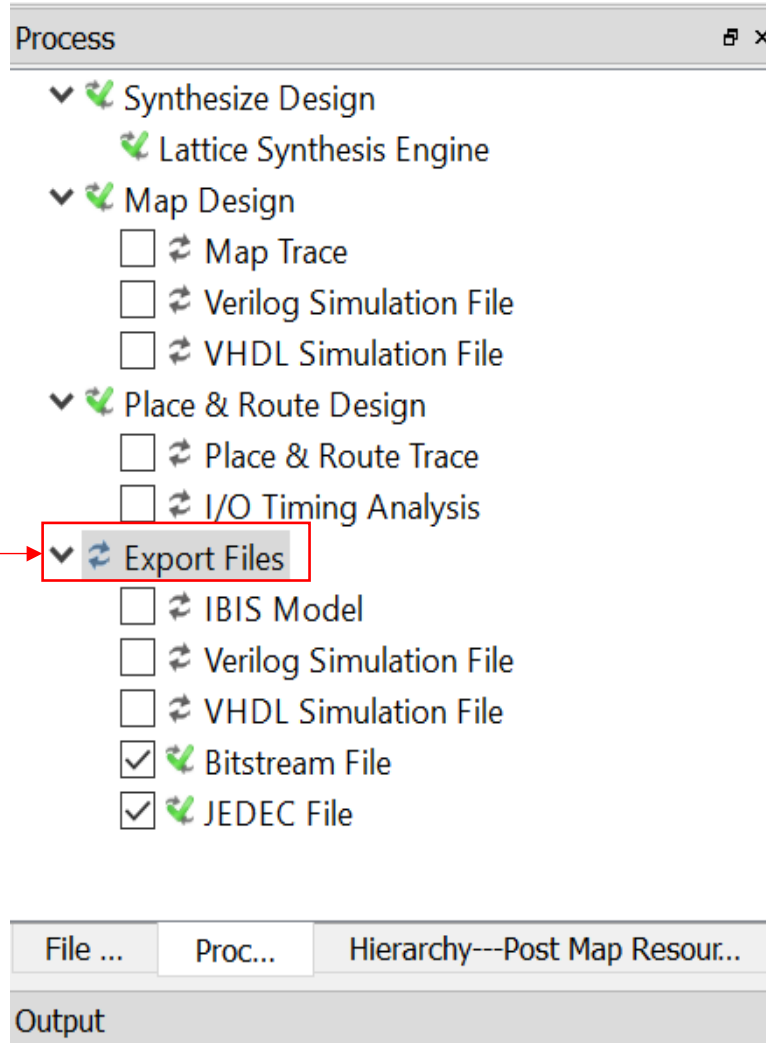 Process
Synthesize Design
Lattice Synthesis Engine
Map Design
Map Trace
Verilog Simulation File
VHDL Simulation File
Place & Route Design
Place & Route Trace
I/O Timing Analysis
Export Files
IBIS Model
Verilog Simulation File
VHDL Simulation File
Bitstream File
JEDEC File
File ... Proc... Hierarchy---Post Map Resour...
Output